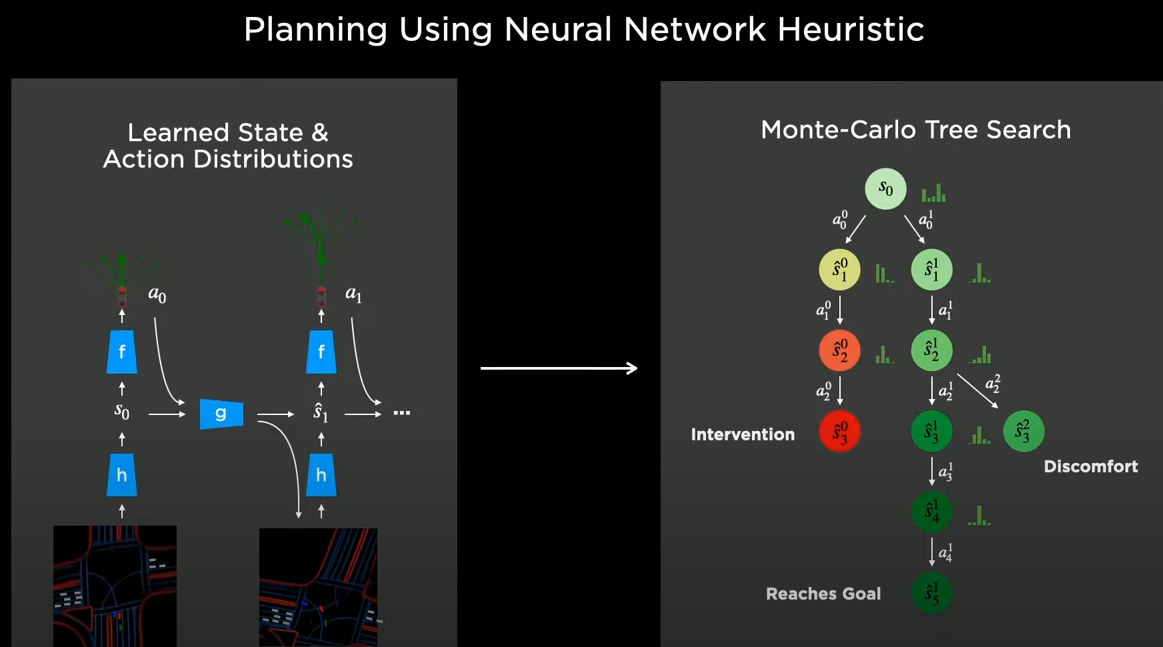 Planning Using Neural Network Heuristic
Learned State &
Action Distributions
a₀
a₁
f
f
s₀
g
ŝ₁
...
h
h
Monte-Carlo Tree Search
s₀
a₀⁰
a₀¹
ŝ₁⁰
ŝ₁¹
a₁⁰
a₁¹
ŝ₂⁰
ŝ₂¹
a₂⁰
a₂¹
a₂²
Intervention
ŝ₃⁰
ŝ₃¹
ŝ₃²
Discomfort
a₃¹
ŝ₄¹
a₄¹
Reaches Goal
ŝ₅¹